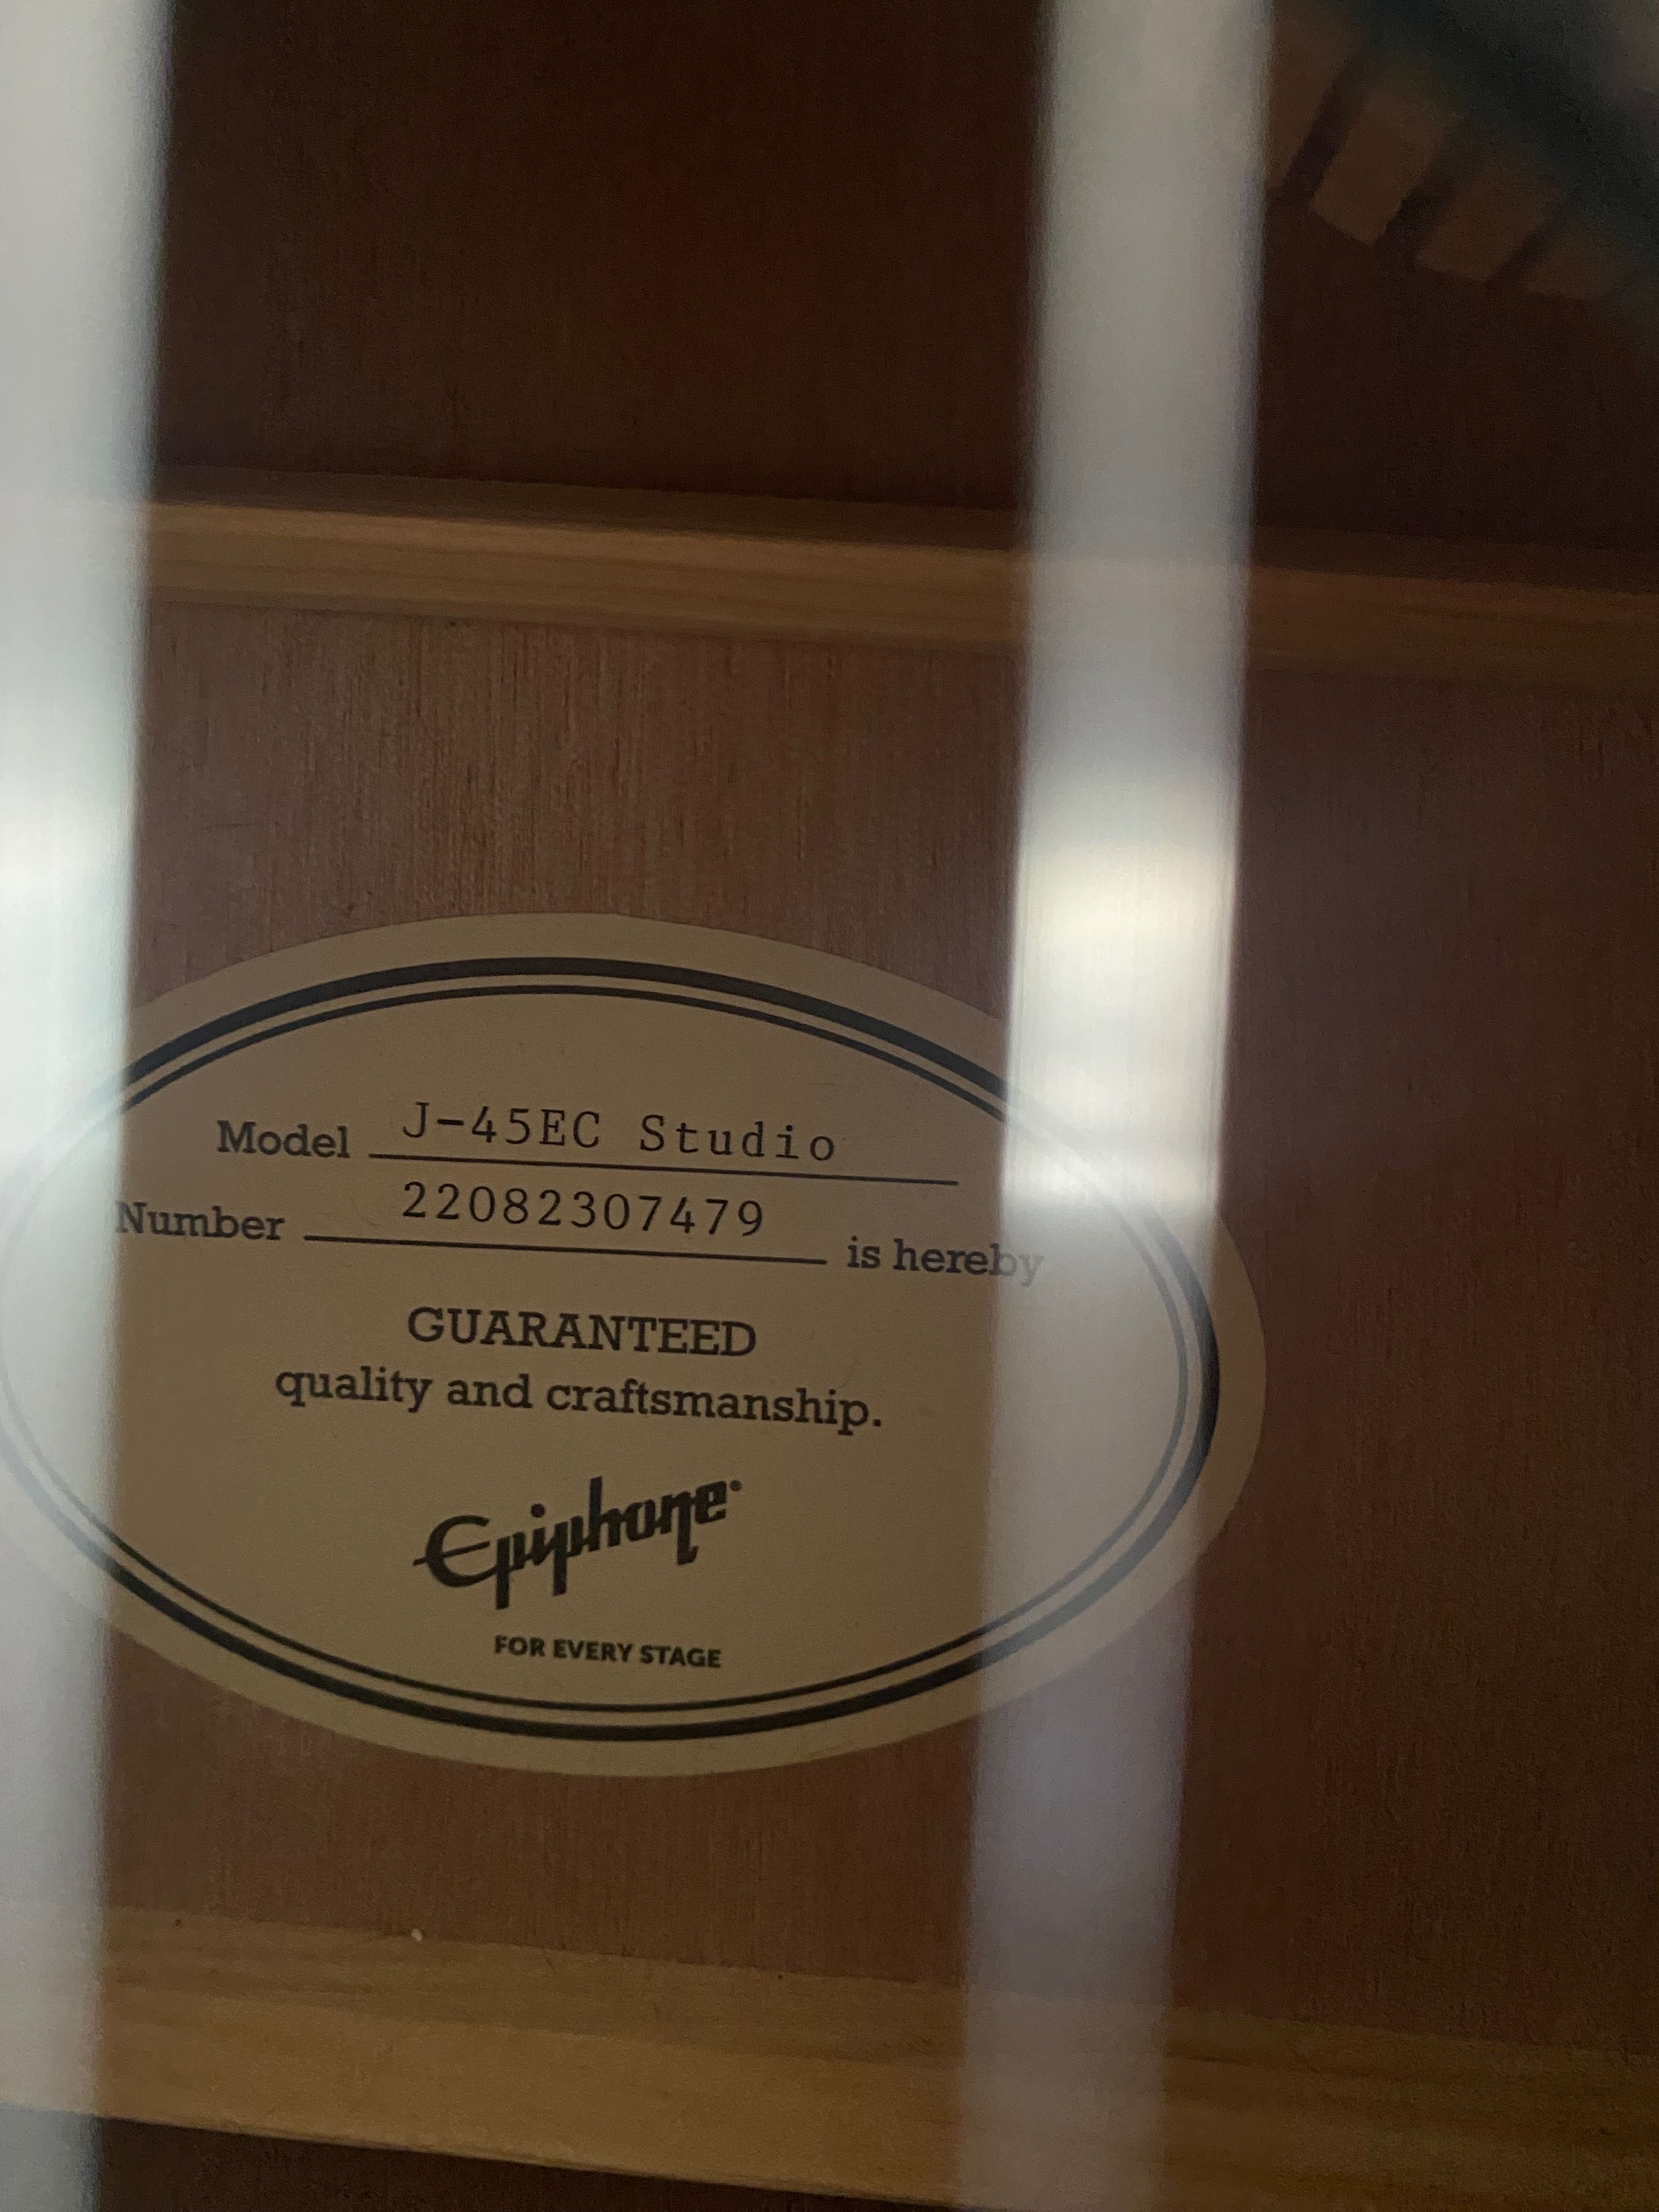 Model J-45EC Studio
Number 22082307479 is hereby
GUARANTEED
quality and craftsmanship.
Epiphone®
FOR EVERY STAGE